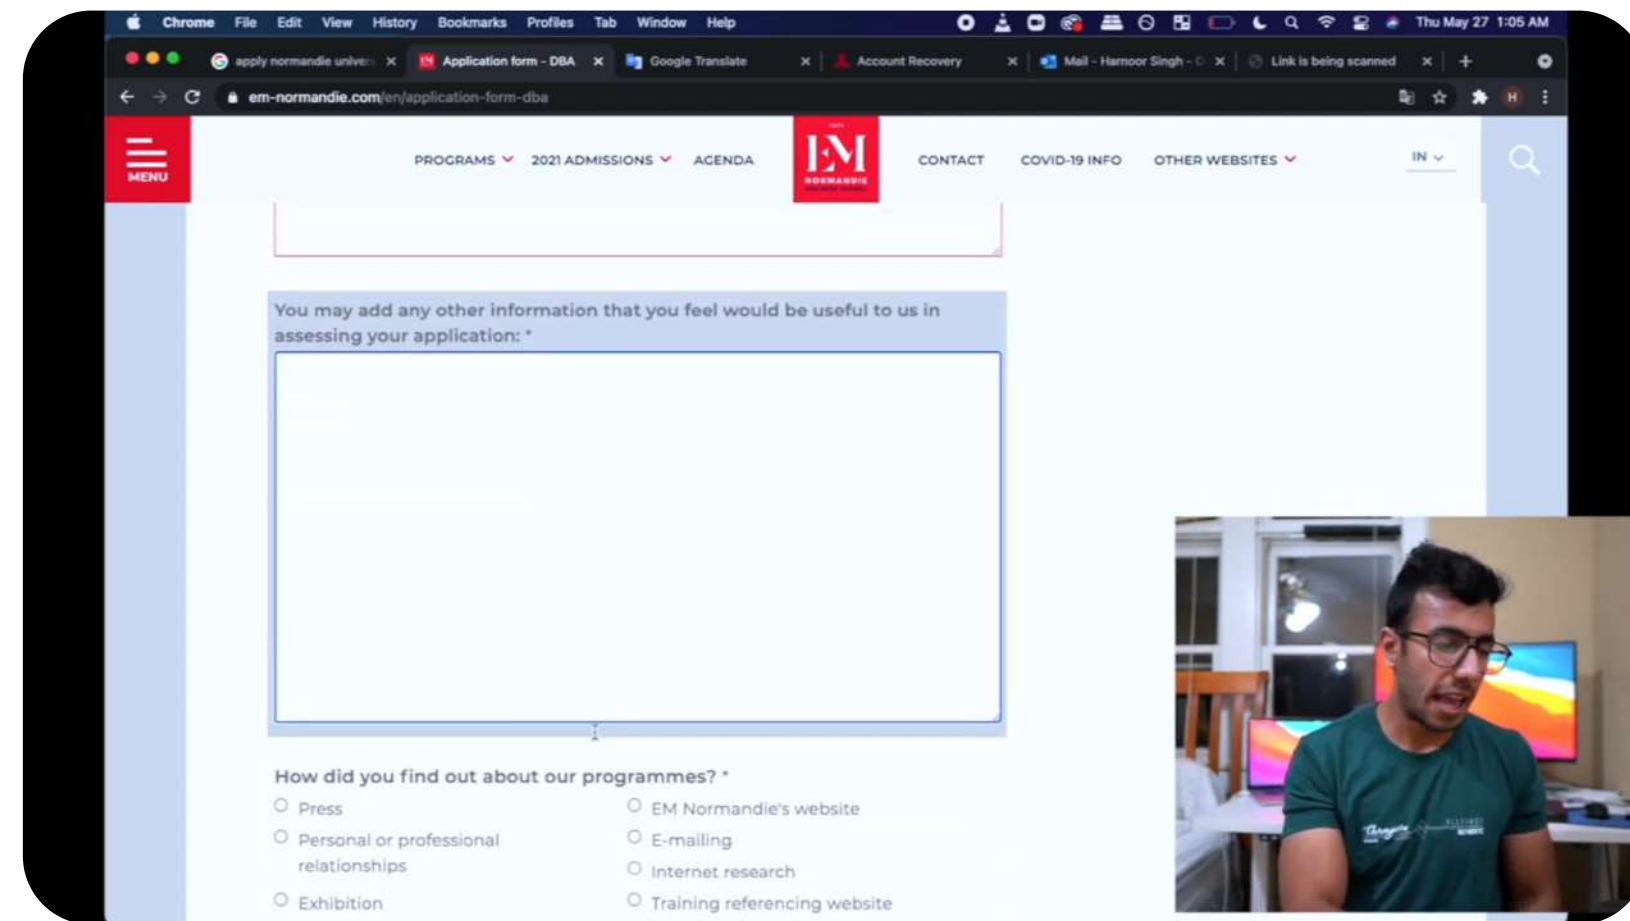 Chrome File Edit View History Bookmarks Profiles Tab Window Help Thu May 27 1:05 AM
apply normandie univer Application form - DBA Google Translate Account Recovery Mail - Harnoor Singh - Link is being scanned
em-normandie.com/en/application-form-dba H
MENU PROGRAMS 2021 ADMISSIONS AGENDA EM NORMANDIE CONTACT COVID-19 INFO OTHER WEBSITES IN
You may add any other information that you feel would be useful to us in
assessing your application: *
How did you find out about our programmes? *
Press EM Normandie's website
Personal or professional E-mailing
relationships Internet research
Exhibition Training referencing website